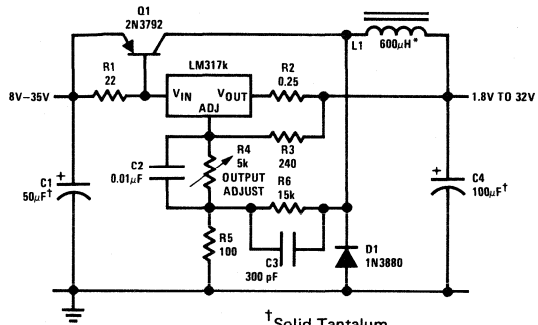 Q1
2N3792
L1
600μH*
R1
22
LM317k
VIN
VOUT
ADJ
R2
0.25
8V–35V
1.8V TO 32V
C2
0.01μF
R4
5k
OUTPUT
ADJUST
R3
240
R6
15k
C1
50μF†
+
C4
100μF†
+
R5
100
C3
300 pF
D1
1N3880
†Solid Tantalum